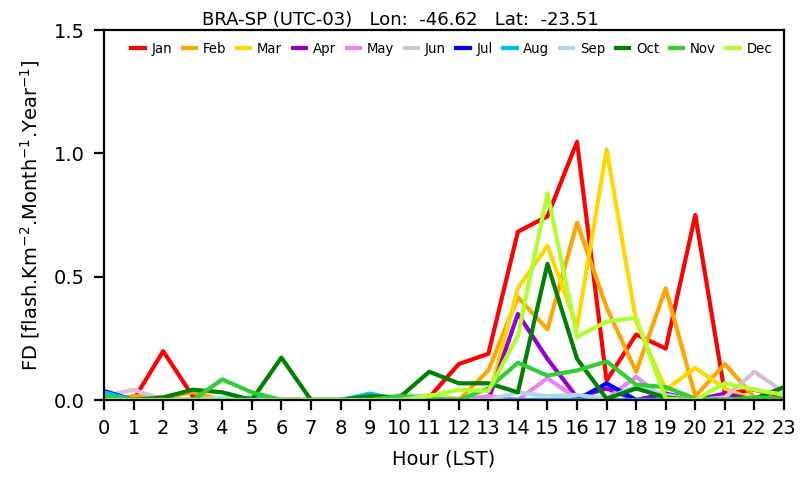 BRA-SP (UTC-03)   Lon:  -46.62   Lat:  -23.51
Jan Feb Mar Apr May Jun Jul Aug Sep Oct Nov Dec
FD [flash.Km⁻².Month⁻¹.Year⁻¹]
1.5
1.0
0.5
0.0
0 1 2 3 4 5 6 7 8 9 10 11 12 13 14 15 16 17 18 19 20 21 22 23
Hour (LST)